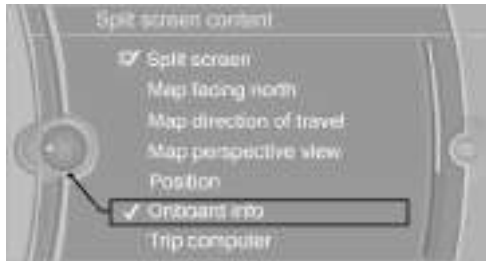 Split screen content
Split screen
Map facing north
Map direction of travel
Map perspective view
Position
Onboard info
Trip computer